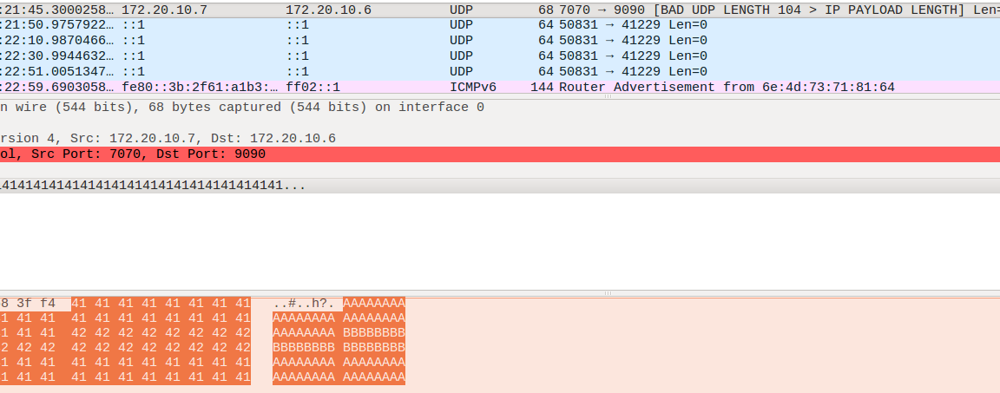 :21:45.3000258… 172.20.10.7 172.20.10.6 UDP 68 7070 → 9090 [BAD UDP LENGTH 104 > IP PAYLOAD LENGTH] Len=
:21:50.9757922… ::1 ::1 UDP 64 50831 → 41229 Len=0
:22:10.9870466… ::1 ::1 UDP 64 50831 → 41229 Len=0
:22:30.9944632… ::1 ::1 UDP 64 50831 → 41229 Len=0
:22:51.0051347… ::1 ::1 UDP 64 50831 → 41229 Len=0
:22:59.6903058… fe80::3b:2f61:a1b3:… ff02::1 ICMPv6 144 Router Advertisement from 6e:4d:73:71:81:64
n wire (544 bits), 68 bytes captured (544 bits) on interface 0
rsion 4, Src: 172.20.10.7, Dst: 172.20.10.6
ol, Src Port: 7070, Dst Port: 9090
141414141414141414141414141414141414...
8 3f f4 41 41 41 41 41 41 41 41 ..#..h?. AAAAAAAA
1 41 41 41 41 41 41 41 41 41 41 AAAAAAAA AAAAAAAA
1 41 41 42 42 42 42 42 42 42 42 AAAAAAAA BBBBBBBB
2 42 42 42 42 42 42 42 42 42 42 BBBBBBBB BBBBBBBB
1 41 41 41 41 41 41 41 41 41 41 AAAAAAAA AAAAAAAA
1 41 41 41 41 41 41 41 41 41 41 AAAAAAAA AAAAAAAA